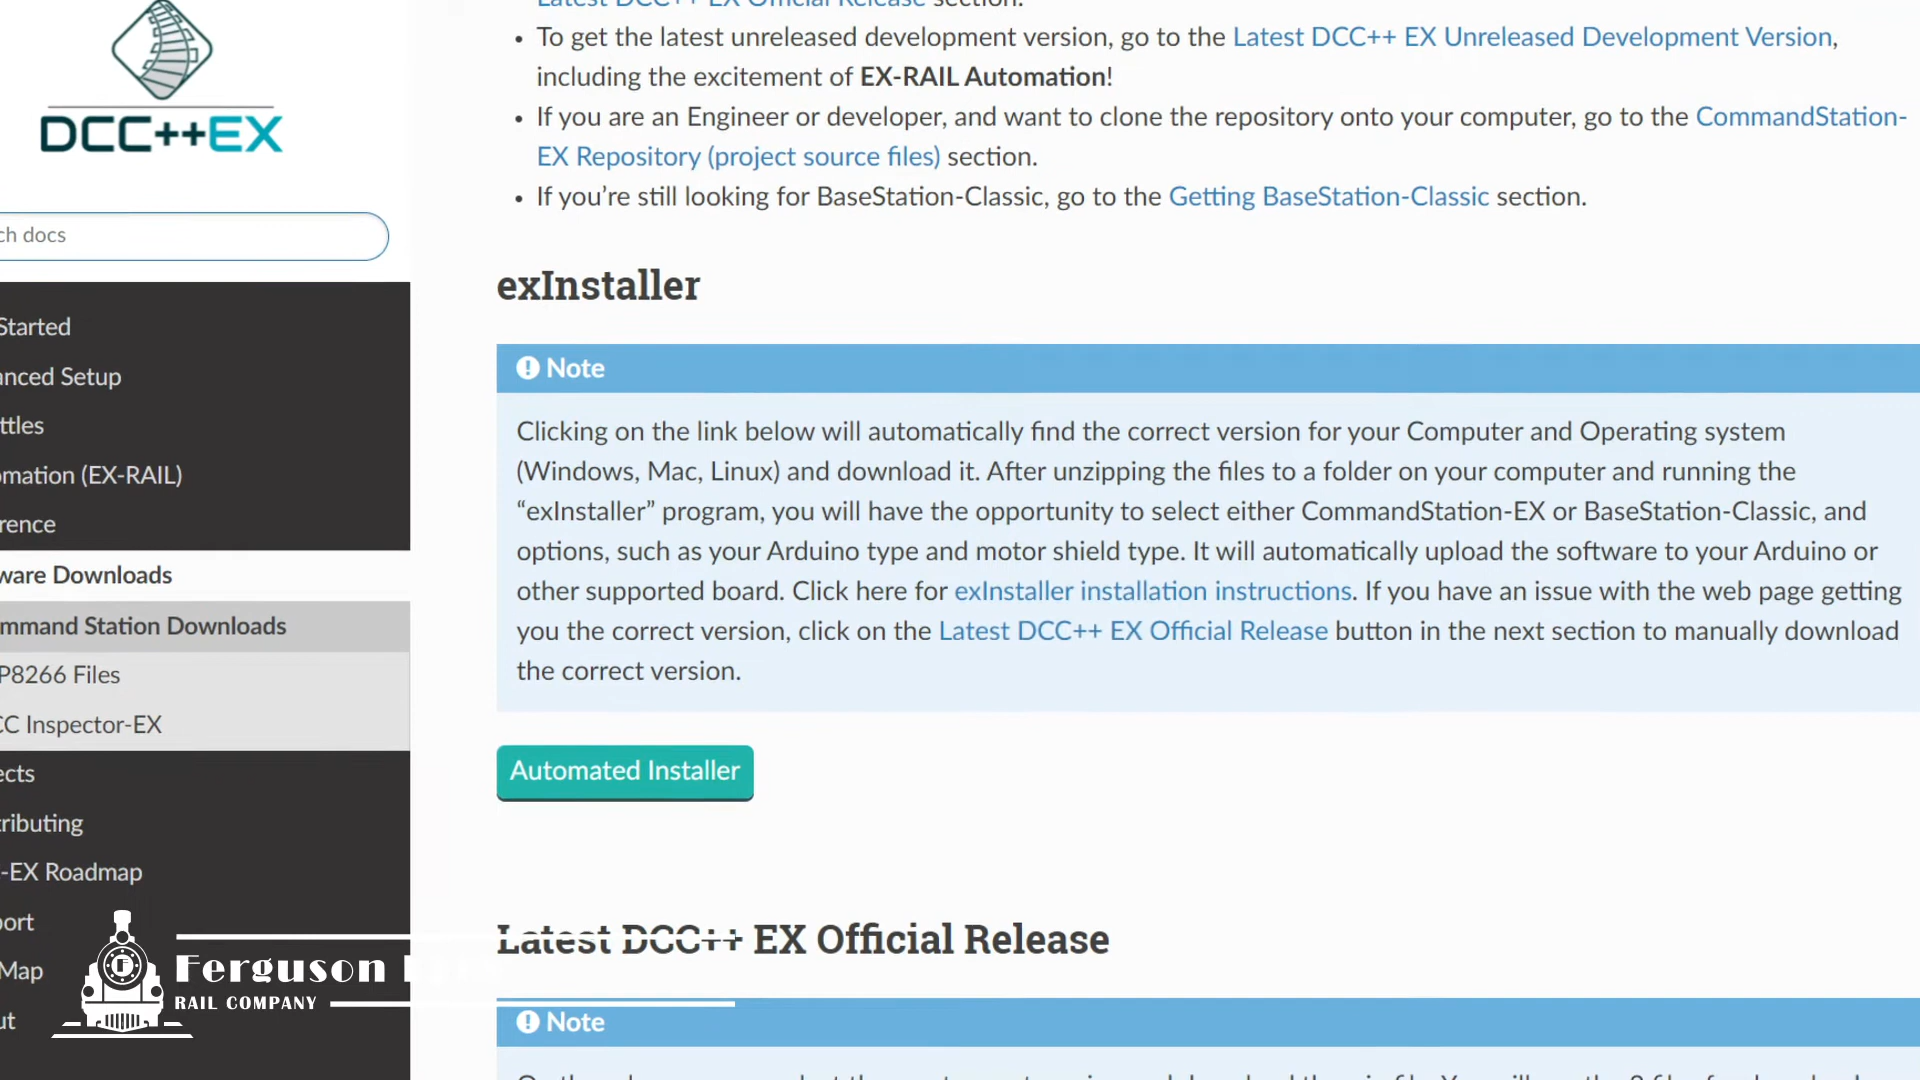 DCC++EX
ch docs
Started
anced Setup
ttles
omation (EX-RAIL)
rence
ware Downloads
mmand Station Downloads
P8266 Files
CC Inspector-EX
ects
tributing
-EX Roadmap
port
Map
ut
Latest DCC++ EX Official Release section.
• To get the latest unreleased development version, go to the Latest DCC++ EX Unreleased Development Version,
including the excitement of EX-RAIL Automation!
• If you are an Engineer or developer, and want to clone the repository onto your computer, go to the CommandStation-
EX Repository (project source files) section.
• If you’re still looking for BaseStation-Classic, go to the Getting BaseStation-Classic section.
exInstaller
Note
Clicking on the link below will automatically find the correct version for your Computer and Operating system
(Windows, Mac, Linux) and download it. After unzipping the files to a folder on your computer and running the
“exInstaller” program, you will have the opportunity to select either CommandStation-EX or BaseStation-Classic, and
options, such as your Arduino type and motor shield type. It will automatically upload the software to your Arduino or
other supported board. Click here for exInstaller installation instructions. If you have an issue with the web page getting
you the correct version, click on the Latest DCC++ EX Official Release button in the next section to manually download
the correct version.
Automated Installer
Latest DCC++ EX Official Release
Note
F
Ferguson
RAIL COMPANY